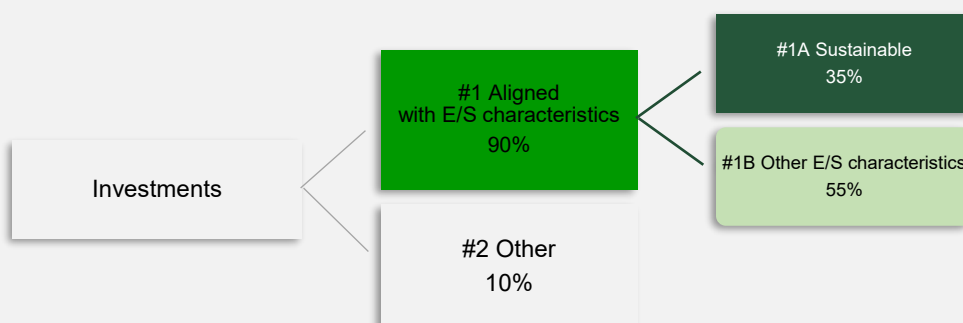 Investments
#1 Aligned
with E/S characteristics
90%
#2 Other
10%
#1A Sustainable
35%
#1B Other E/S characteristics
55%